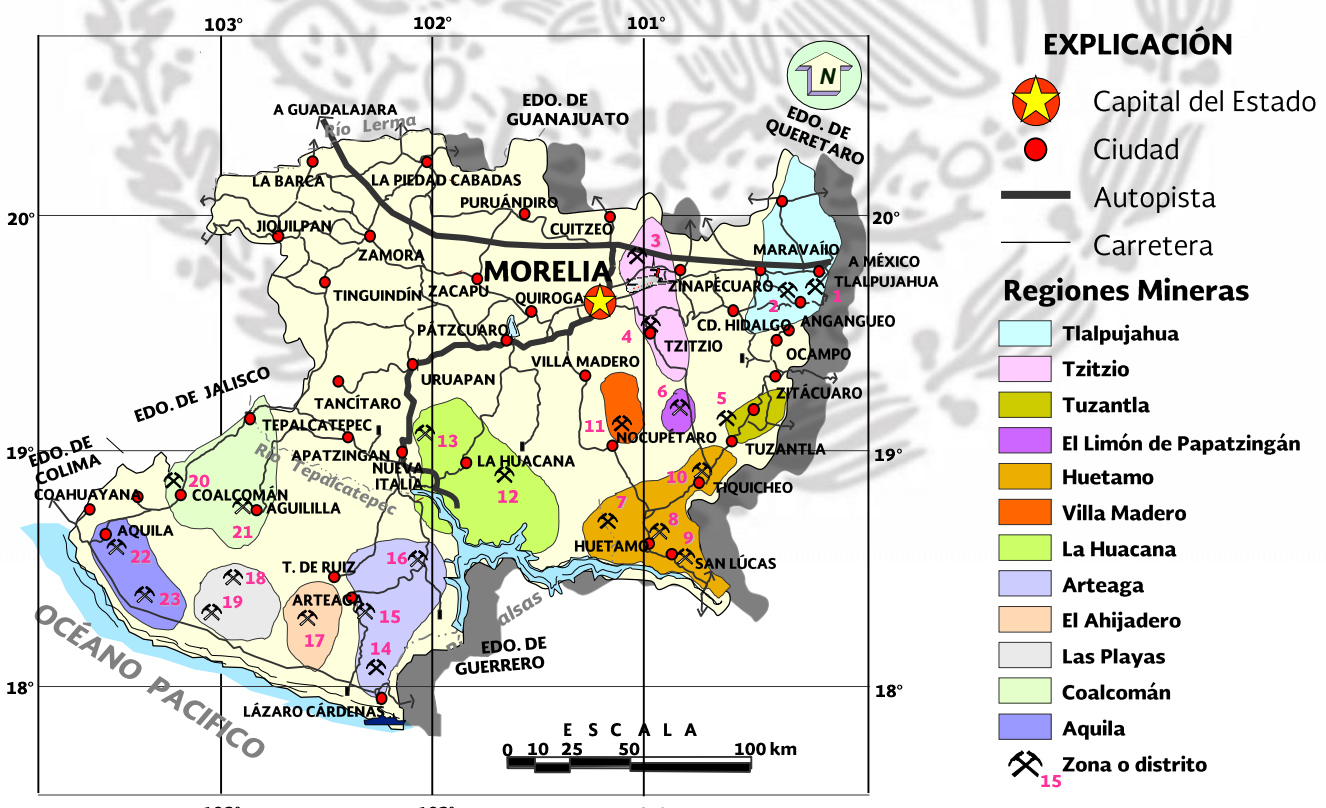 103°
102°
101°
A GUADALAJARA
Río Lerma
EDO. DE
GUANAJUATO
N
EDO. DE
QUERETARO
LA BARCA
LA PIEDAD CABADAS
PURUÁNDIRO
20°
20°
JIQUILPAN
CUITZEO
3
ZAMORA
MARAVAíIO
A MÉXICO
MORELIA
ZINAPÉCUARO
TLALPUJAHUA
TINGUINDÍN
ZACAPU
QUIROGA
2
1
PÁTZCUARO
4
TZITZIO
CD. HIDALGO
ANGANGUEO
VILLA MADERO
OCAMPO
URUAPAN
EDO. DE JALISCO
6
5
ZITÁCUARO
TANCÍTARO
TEPALCATEPEC
11
NOCUPÉTARO
13
TUZANTLA
19°
19°
EDO. DE
COLIMA
Río Tepalcatepec
APATZINGÁN
NUEVA
ITALIA
LA HUACANA
12
20
10
TIQUICHEO
COAHUAYANA
COALCOMÁN
AGUILILLA
7
21
8
9
AQUILA
22
HUETAMO
SAN LÚCAS
16
T. DE RUIZ
18
23
19
ARTEAGA
15
17
14
alsas
EDO. DE
GUERRERO
OCÉANO PACIFICO
18°
18°
LÁZARO CÁRDENAS
E S C A L A
0 10 25 50 100 km
EXPLICACIÓN
Capital del Estado
Ciudad
Autopista
Carretera
Regiones Mineras
Tlalpujahua
Tzitzio
Tuzantla
El Limón de Papatzingán
Huetamo
Villa Madero
La Huacana
Arteaga
El Ahijadero
Las Playas
Coalcomán
Aquila
Zona o distrito
15